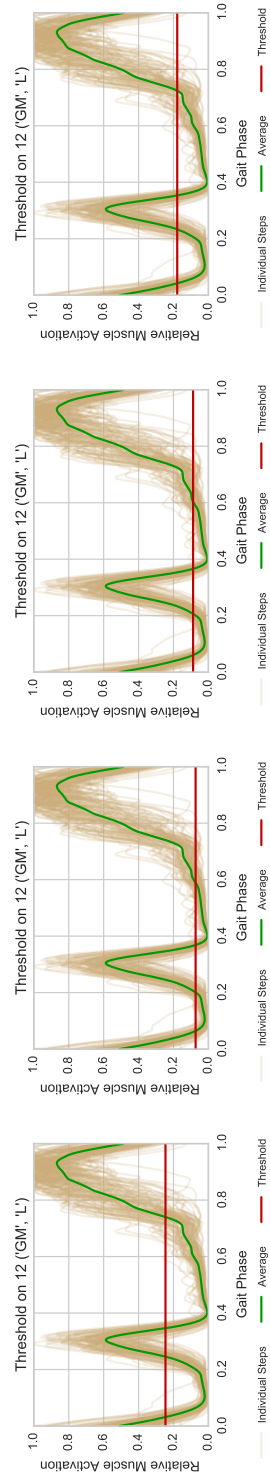 Threshold on 12 ('GM', 'L')
Relative Muscle Activation
1.0
0.8
0.6
0.4
0.2
0.0
0.0 0.2 0.4 0.6 0.8 1.0
Gait Phase
Individual Steps Average Threshold
Threshold on 12 ('GM', 'L')
Relative Muscle Activation
1.0
0.8
0.6
0.4
0.2
0.0
0.0 0.2 0.4 0.6 0.8 1.0
Gait Phase
Individual Steps Average Threshold
Threshold on 12 ('GM', 'L')
Relative Muscle Activation
1.0
0.8
0.6
0.4
0.2
0.0
0.0 0.2 0.4 0.6 0.8 1.0
Gait Phase
Individual Steps Average Threshold
Threshold on 12 ('GM', 'L')
Relative Muscle Activation
1.0
0.8
0.6
0.4
0.2
0.0
0.0 0.2 0.4 0.6 0.8 1.0
Gait Phase
Individual Steps Average Threshold